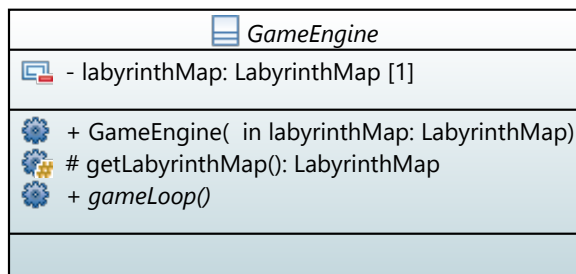 GameEngine
- labyrinthMap: LabyrinthMap [1]
+ GameEngine(  in labyrinthMap: LabyrinthMap)
# getLabyrinthMap(): LabyrinthMap
+ gameLoop()